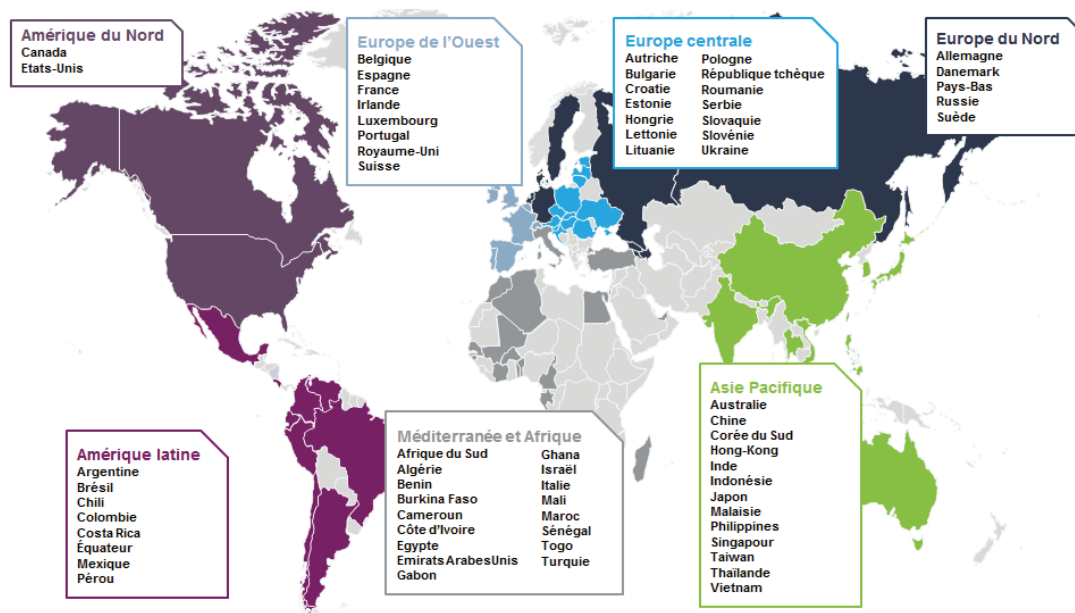 Amérique du Nord
Canada
Etats-Unis
Europe de l'Ouest
Belgique
Espagne
France
Irlande
Luxembourg
Portugal
Royaume-Uni
Suisse
Europe centrale
Autriche
Bulgarie
Croatie
Estonie
Hongrie
Lettonie
Lituanie
Pologne
République tchèque
Roumanie
Serbie
Slovaquie
Slovénie
Ukraine
Europe du Nord
Allemagne
Danemark
Pays-Bas
Russie
Suède
Amérique latine
Argentine
Brésil
Chili
Colombie
Costa Rica
Équateur
Mexique
Pérou
Méditerranée et Afrique
Afrique du Sud
Algérie
Benin
Burkina Faso
Cameroun
Côte d'Ivoire
Egypte
Emirats Arabes Unis
Gabon
Ghana
Israël
Italie
Mali
Maroc
Sénégal
Togo
Turquie
Asie Pacifique
Australie
Chine
Corée du Sud
Hong-Kong
Inde
Indonésie
Japon
Malaisie
Philippines
Singapour
Taiwan
Thaïlande
Vietnam